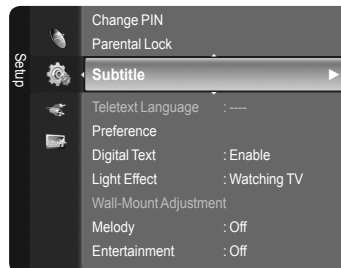 Setup
Change PIN
Parental Lock
Subtitle
Teletext Language : ----
Preference
Digital Text : Enable
Light Effect : Watching TV
Wall-Mount Adjustment
Melody : Off
Entertainment : Off